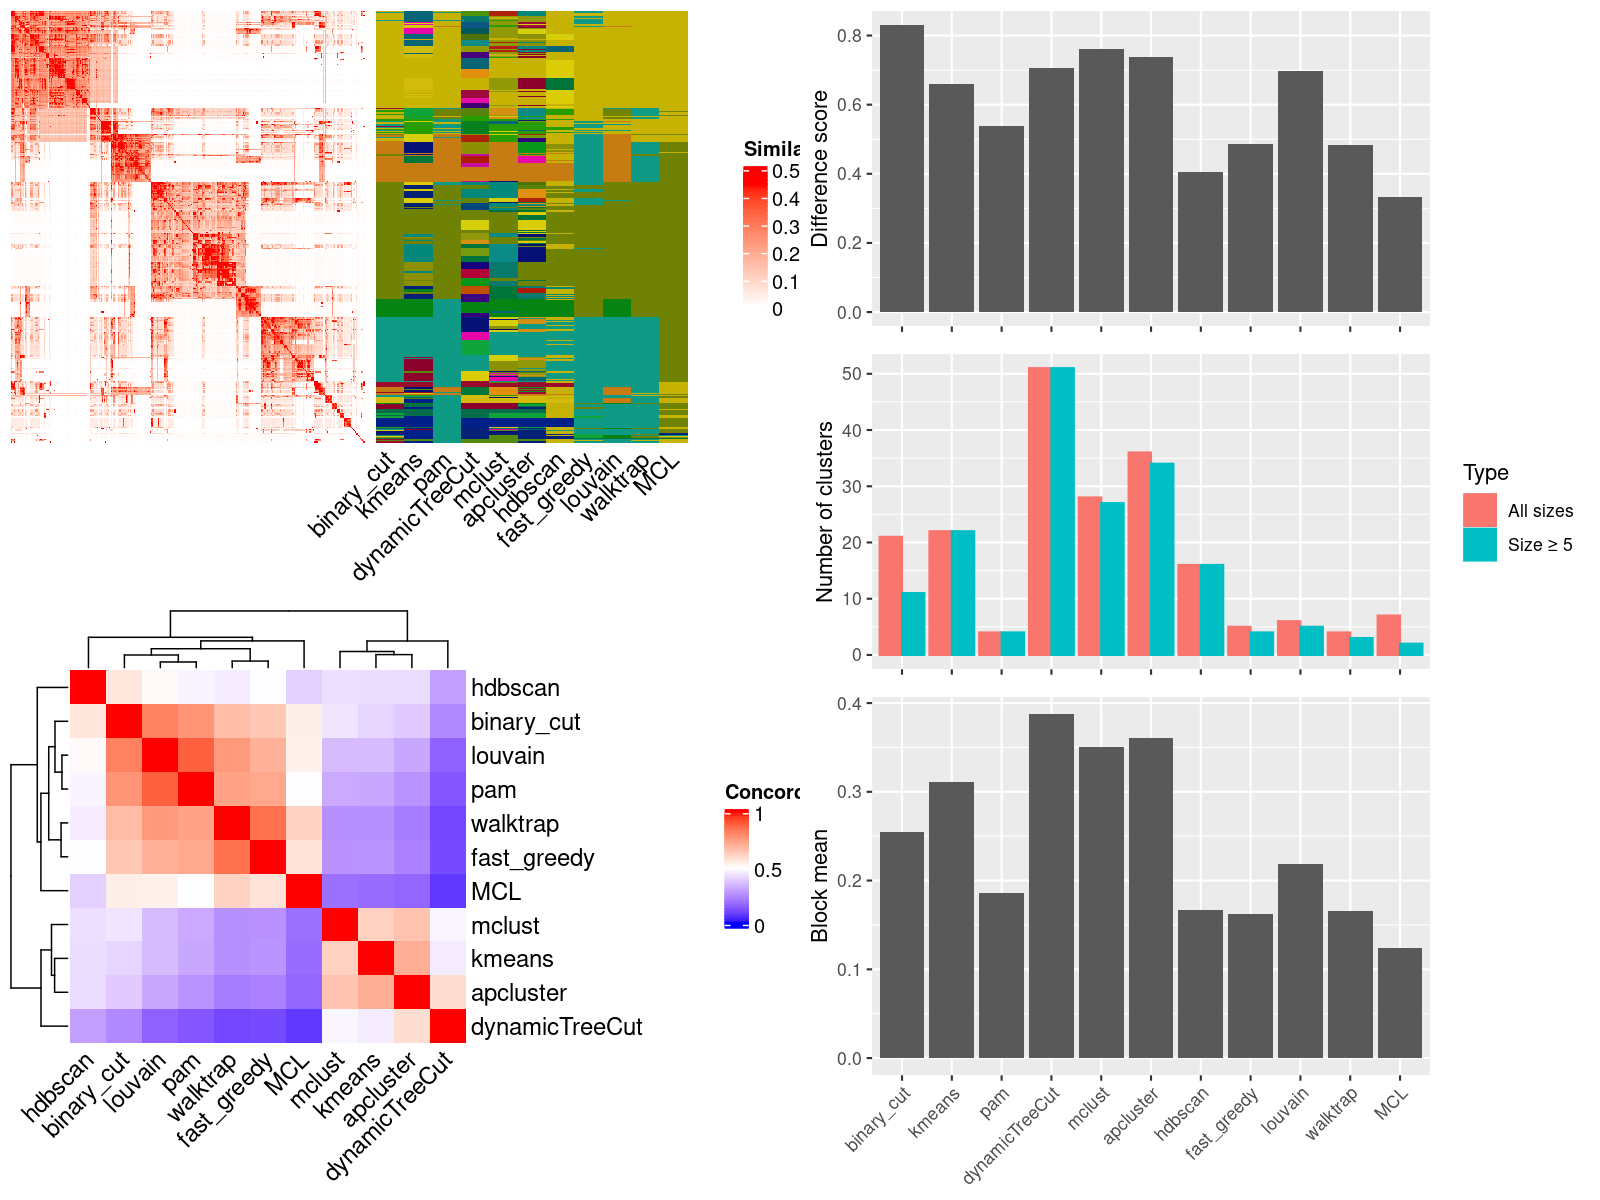 Simila
0.5
0.4
0.3
0.2
0.1
0
binary_cut
kmeans
pam
dynamicTreeCut
mclust
apcluster
hdbscan
fast_greedy
louvain
walktrap
MCL
hdbscan
binary_cut
louvain
pam
walktrap
fast_greedy
MCL
mclust
kmeans
apcluster
dynamicTreeCut
hdbscan
binary_cut
louvain
pam
walktrap
fast_greedy
MCL
mclust
kmeans
apcluster
dynamicTreeCut
Concord
1
0.5
0
Difference score
0.8
0.6
0.4
0.2
0.0
Number of clusters
50
40
30
20
10
0
Type
All sizes
Size ≥ 5
Block mean
0.4
0.3
0.2
0.1
0.0
binary_cut
kmeans
pam
dynamicTreeCut
mclust
apcluster
hdbscan
fast_greedy
louvain
walktrap
MCL